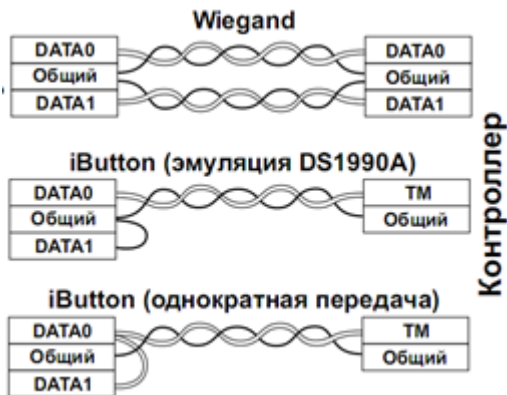 Wiegand
DATA0 DATA0
Общий Общий
DATA1 DATA1
iButton (эмуляция DS1990A)
DATA0 TM
Общий Общий
DATA1
iButton (однократная передача)
DATA0 TM
Общий Общий
DATA1
Контроллер